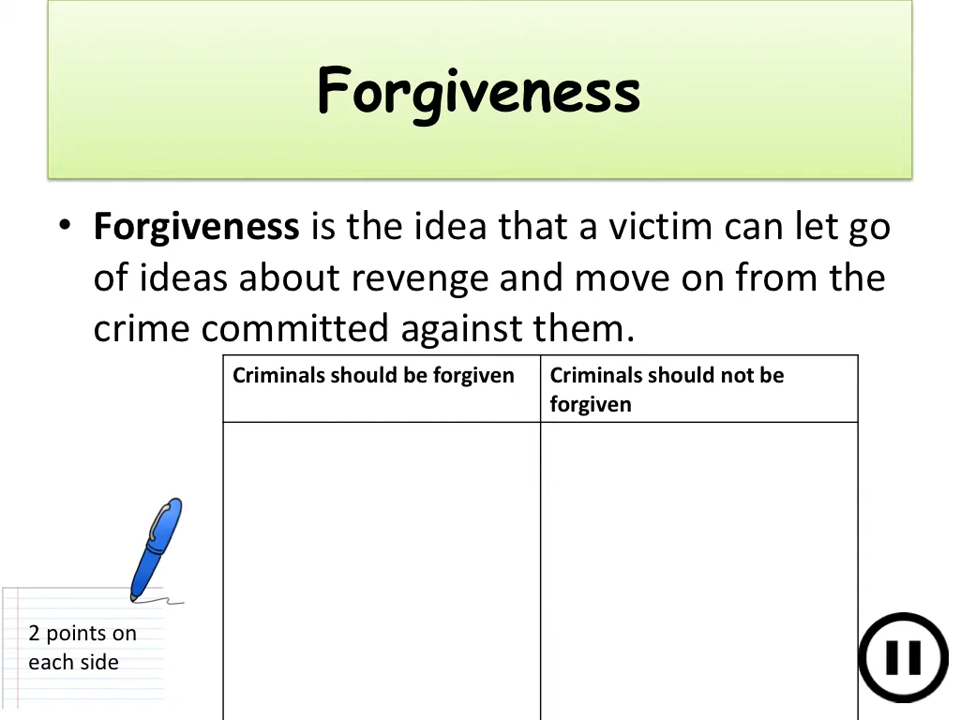 Forgiveness
• Forgiveness is the idea that a victim can let go
of ideas about revenge and move on from the
crime committed against them.
Criminals should be forgiven
Criminals should not be
forgiven
2 points on
each side